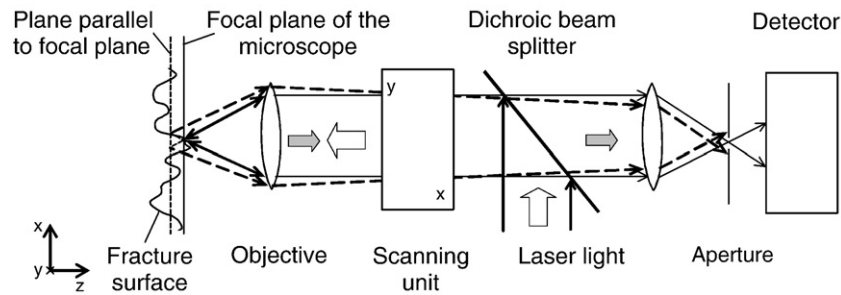 Plane parallel
to focal plane
Focal plane of the
microscope
Dichroic beam
splitter
Detector
y
x
x
y
z
Fracture
surface
Objective
Scanning
unit
Laser light
Aperture